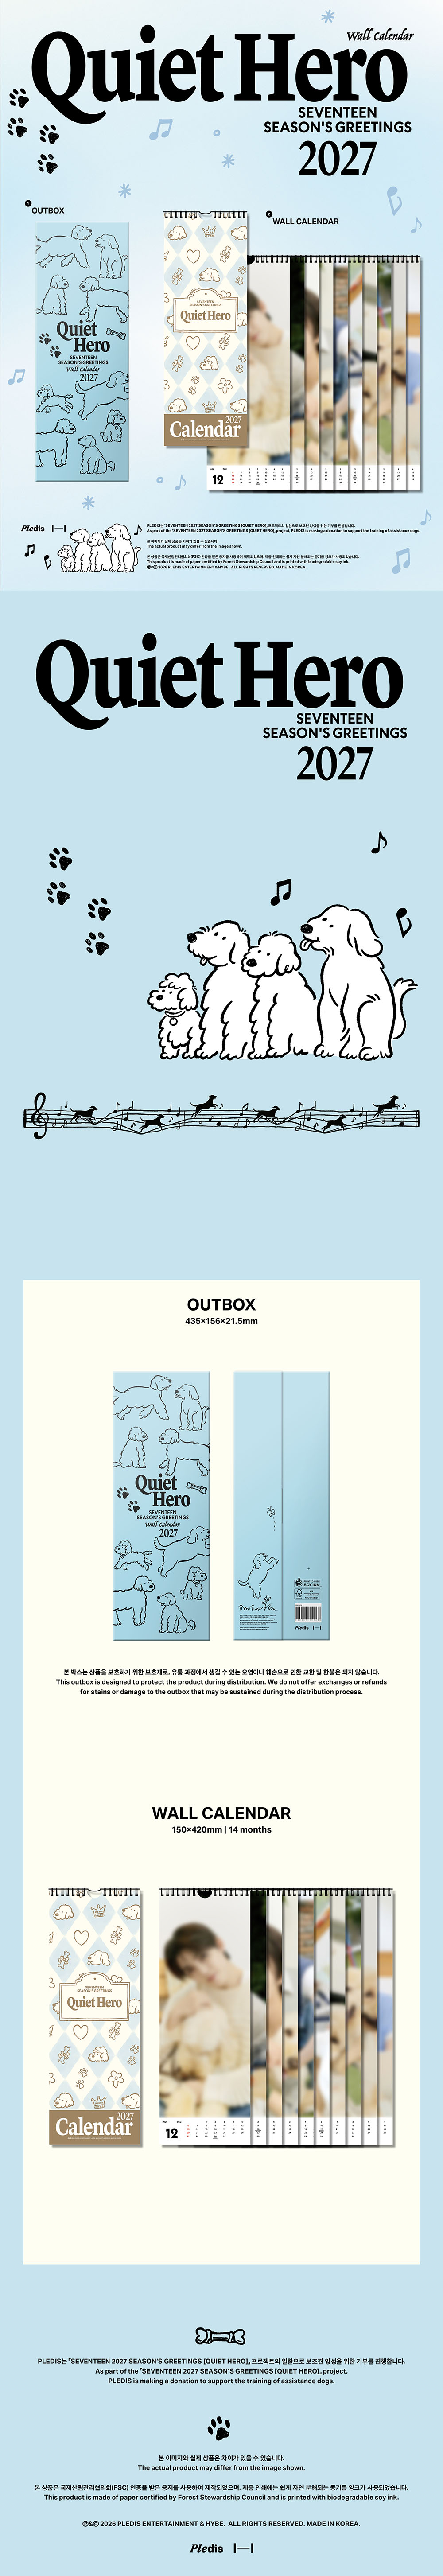 Wall Calendar
Quiet Hero
SEVENTEEN
SEASON'S GREETINGS
2027
1
OUTBOX
2
WALL CALENDAR
Quiet
Hero
SEVENTEEN
SEASON'S GREETINGS
Wall Calendar
2027
SEVENTEEN
SEASON'S GREETINGS
Quiet Hero
2027
Calendar
12
Pledis
PLEDIS는 「SEVENTEEN 2027 SEASON'S GREETINGS [QUIET HERO]」 프로젝트의 일환으로 보조견 양성을 위한 기부를 진행합니다.
As part of the 「SEVENTEEN 2027 SEASON'S GREETINGS [QUIET HERO]」 project, PLEDIS is making a donation to support the training of assistance dogs.
본 이미지와 실제 상품은 차이가 있을 수 있습니다.
The actual product may differ from the image shown.
본 상품은 국제산림관리협의회(FSC) 인증을 받은 용지를 사용하여 제작되었으며, 제품 인쇄에는 쉽게 자연 분해되는 콩기름 잉크가 사용되었습니다.
This product is made of paper certified by Forest Stewardship Council and is printed with biodegradable soy ink.
Ⓟ&© 2026 PLEDIS ENTERTAINMENT & HYBE. ALL RIGHTS RESERVED. MADE IN KOREA.
Quiet Hero
SEVENTEEN
SEASON'S GREETINGS
2027
OUTBOX
435×156×21.5mm
Quiet
Hero
SEVENTEEN
SEASON'S GREETINGS
Wall Calendar
2027
SOY INK
Pledis
본 박스는 상품을 보호하기 위한 보호재로, 유통 과정에서 생길 수 있는 오염이나 훼손으로 인한 교환 및 환불은 되지 않습니다.
This outbox is designed to protect the product during distribution. We do not offer exchanges or refunds
for stains or damage to the outbox that may be sustained during the distribution process.
WALL CALENDAR
150×420mm | 14 months
SEVENTEEN
SEASON'S GREETINGS
Quiet Hero
2027
Calendar
12
PLEDIS는 「SEVENTEEN 2027 SEASON'S GREETINGS [QUIET HERO]」 프로젝트의 일환으로 보조견 양성을 위한 기부를 진행합니다.
As part of the 「SEVENTEEN 2027 SEASON'S GREETINGS [QUIET HERO]」 project,
PLEDIS is making a donation to support the training of assistance dogs.
본 이미지와 실제 상품은 차이가 있을 수 있습니다.
The actual product may differ from the image shown.
본 상품은 국제산림관리협의회(FSC) 인증을 받은 용지를 사용하여 제작되었으며, 제품 인쇄에는 쉽게 자연 분해되는 콩기름 잉크가 사용되었습니다.
This product is made of paper certified by Forest Stewardship Council and is printed with biodegradable soy ink.
Ⓟ&© 2026 PLEDIS ENTERTAINMENT & HYBE. ALL RIGHTS RESERVED. MADE IN KOREA.
Pledis